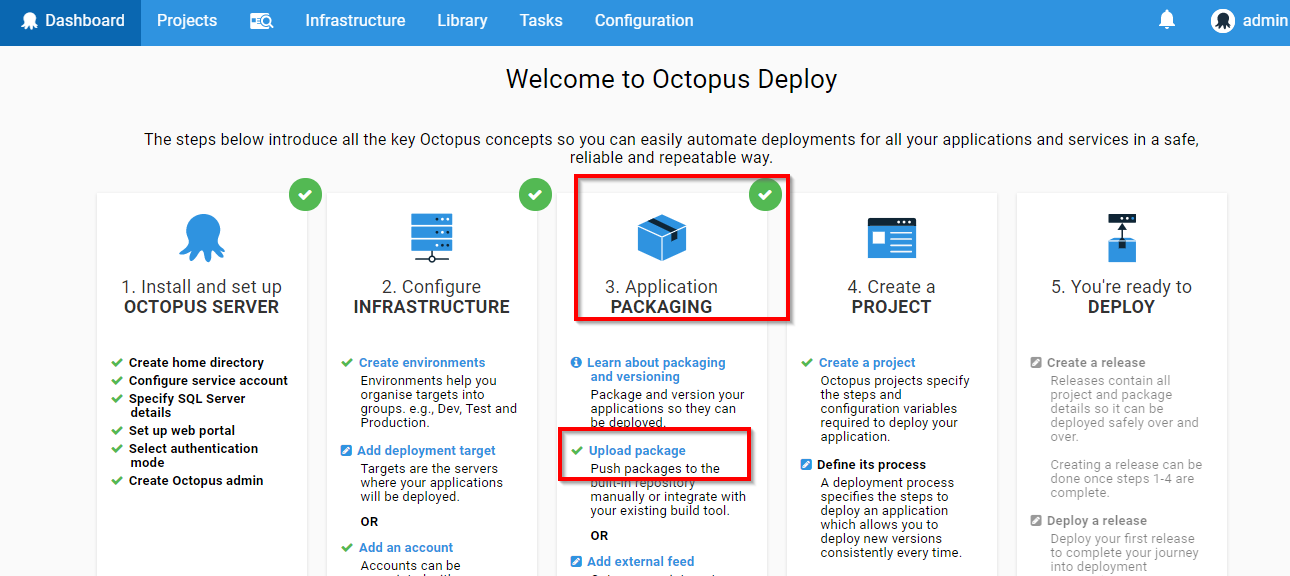 Dashboard Projects Infrastructure Library Tasks Configuration admin
Welcome to Octopus Deploy
The steps below introduce all the key Octopus concepts so you can easily automate deployments for all your applications and services in a safe,
reliable and repeatable way.
1. Install and set up
OCTOPUS SERVER
Create home directory
Configure service account
Specify SQL Server
details
Set up web portal
Select authentication
mode
Create Octopus admin
2. Configure
INFRASTRUCTURE
Create environments
Environments help you
organise targets into
groups. e.g., Dev, Test and
Production.
Add deployment target
Targets are the servers
where your applications
will be deployed.
OR
Add an account
Accounts can be
3. Application
PACKAGING
Learn about packaging
and versioning
Package and version your
applications so they can
be deployed.
Upload package
Push packages to the
built-in repository
manually or integrate with
your existing build tool.
OR
Add external feed
4. Create a
PROJECT
Create a project
Octopus projects specify
the steps and
configuration variables
required to deploy your
application.
Define its process
A deployment process
specifies the steps to
deploy an application
which allows you to
deploy new versions
consistently every time.
5. You're ready to
DEPLOY
Create a release
Releases contain all
project and package
details so it can be
deployed safely over and
over.
Creating a release can be
done once steps 1-4 are
complete.
Deploy a release
Deploy your first release
to complete your journey
into deployment